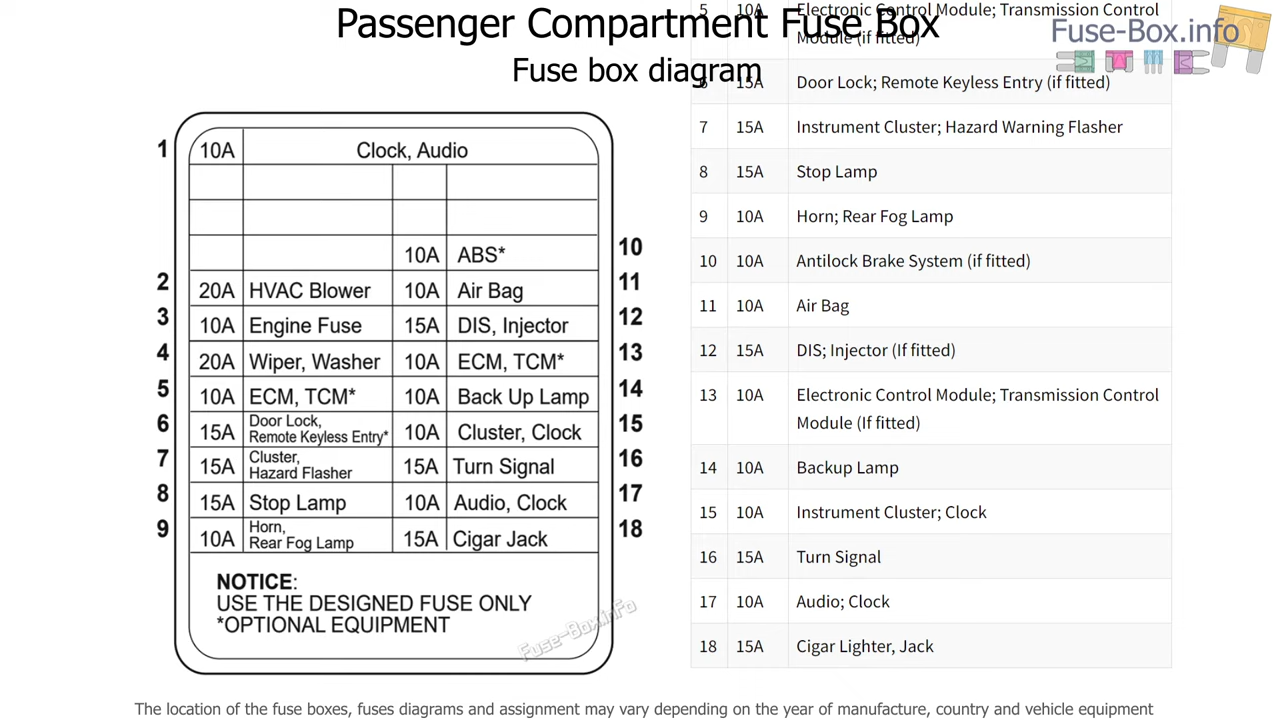 Passenger Compartment Fuse Box
Fuse box diagram
Fuse-Box.info
1 10A Clock, Audio
10A ABS* 10
2 20A HVAC Blower 10A Air Bag 11
3 10A Engine Fuse 15A DIS, Injector 12
4 20A Wiper, Washer 10A ECM, TCM* 13
5 10A ECM, TCM* 10A Back Up Lamp 14
6 15A Door Lock,
Remote Keyless Entry* 10A Cluster, Clock 15
7 15A Cluster,
Hazard Flasher 15A Turn Signal 16
8 15A Stop Lamp 10A Audio, Clock 17
9 10A Horn,
Rear Fog Lamp 15A Cigar Jack 18
NOTICE:
USE THE DESIGNED FUSE ONLY
*OPTIONAL EQUIPMENT
Fuse-Box.info
5 10A Electronic Control Module; Transmission Control
Module (if fitted)
6 15A Door Lock; Remote Keyless Entry (if fitted)
7 15A Instrument Cluster; Hazard Warning Flasher
8 15A Stop Lamp
9 10A Horn; Rear Fog Lamp
10 10A Antilock Brake System (if fitted)
11 10A Air Bag
12 15A DIS; Injector (If fitted)
13 10A Electronic Control Module; Transmission Control
Module (If fitted)
14 10A Backup Lamp
15 10A Instrument Cluster; Clock
16 15A Turn Signal
17 10A Audio; Clock
18 15A Cigar Lighter, Jack
The location of the fuse boxes, fuses diagrams and assignment may vary depending on the year of manufacture, country and vehicle equipment